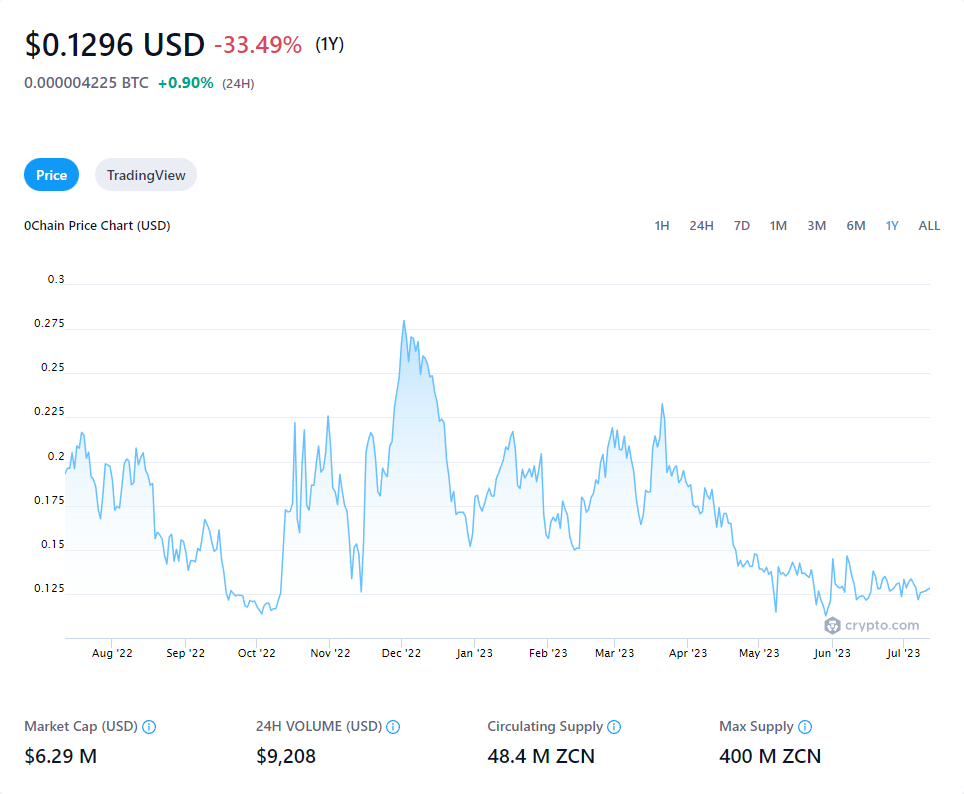 $0.1296 USD -33.49% (1Y)
0.000004225 BTC +0.90% (24H)
Price TradingView
0Chain Price Chart (USD) 1H 24H 7D 1M 3M 6M 1Y ALL
0.3
0.275
0.25
0.225
0.2
0.175
0.15
0.125
crypto.com
Aug '22 Sep '22 Oct '22 Nov '22 Dec '22 Jan '23 Feb '23 Mar '23 Apr '23 May '23 Jun '23 Jul '23
Market Cap (USD) 24H VOLUME (USD) Circulating Supply Max Supply
$6.29 M $9,208 48.4 M ZCN 400 M ZCN